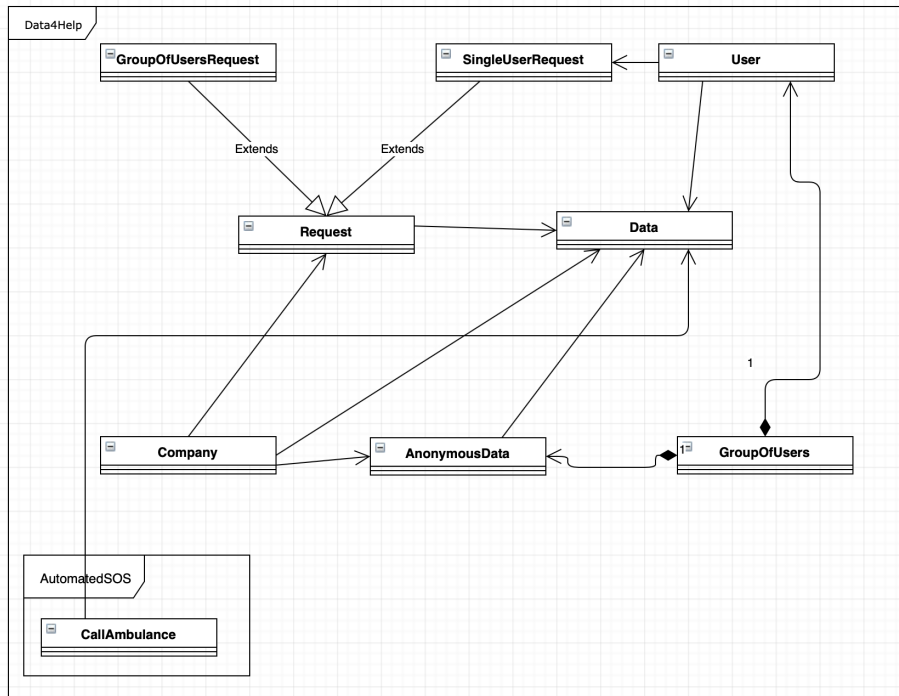 Data4Help
GroupOfUsersRequest
SingleUserRequest
User
Extends
Extends
Request
Data
1
Company
AnonymousData
1
GroupOfUsers
AutomatedSOS
CallAmbulance